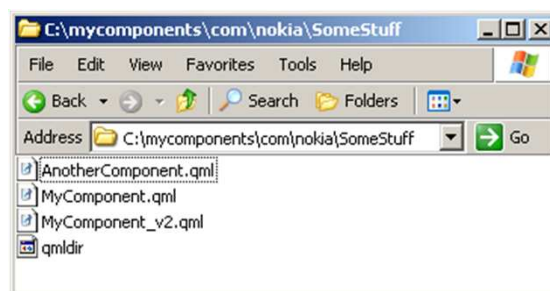 C:\mycomponents\com\nokia\SomeStuff
File Edit View Favorites Tools Help
Back Search Folders
Address C:\mycomponents\com\nokia\SomeStuff Go
AnotherComponent.qml
MyComponent.qml
MyComponent_v2.qml
qmldir